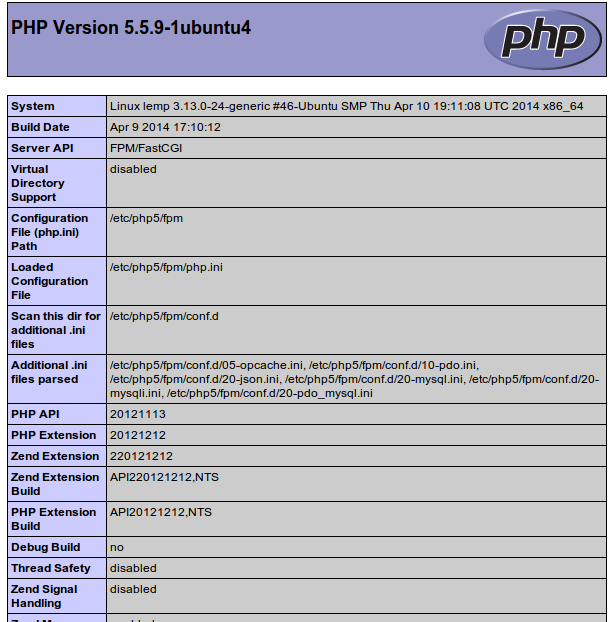 PHP Version 5.5.9-1ubuntu4
php
System
Linux lemp 3.13.0-24-generic #46-Ubuntu SMP Thu Apr 10 19:11:08 UTC 2014 x86_64
Build Date
Apr 9 2014 17:10:12
Server API
FPM/FastCGI
Virtual
Directory
Support
disabled
Configuration
File (php.ini)
Path
/etc/php5/fpm
Loaded
Configuration
File
/etc/php5/fpm/php.ini
Scan this dir for
additional .ini
files
/etc/php5/fpm/conf.d
Additional .ini
files parsed
/etc/php5/fpm/conf.d/05-opcache.ini, /etc/php5/fpm/conf.d/10-pdo.ini,
/etc/php5/fpm/conf.d/20-json.ini, /etc/php5/fpm/conf.d/20-mysql.ini, /etc/php5/fpm/conf.d/20-
mysqli.ini, /etc/php5/fpm/conf.d/20-pdo_mysql.ini
PHP API
20121113
PHP Extension
20121212
Zend Extension
220121212
Zend Extension
Build
API220121212,NTS
PHP Extension
Build
API20121212,NTS
Debug Build
no
Thread Safety
disabled
Zend Signal
Handling
disabled